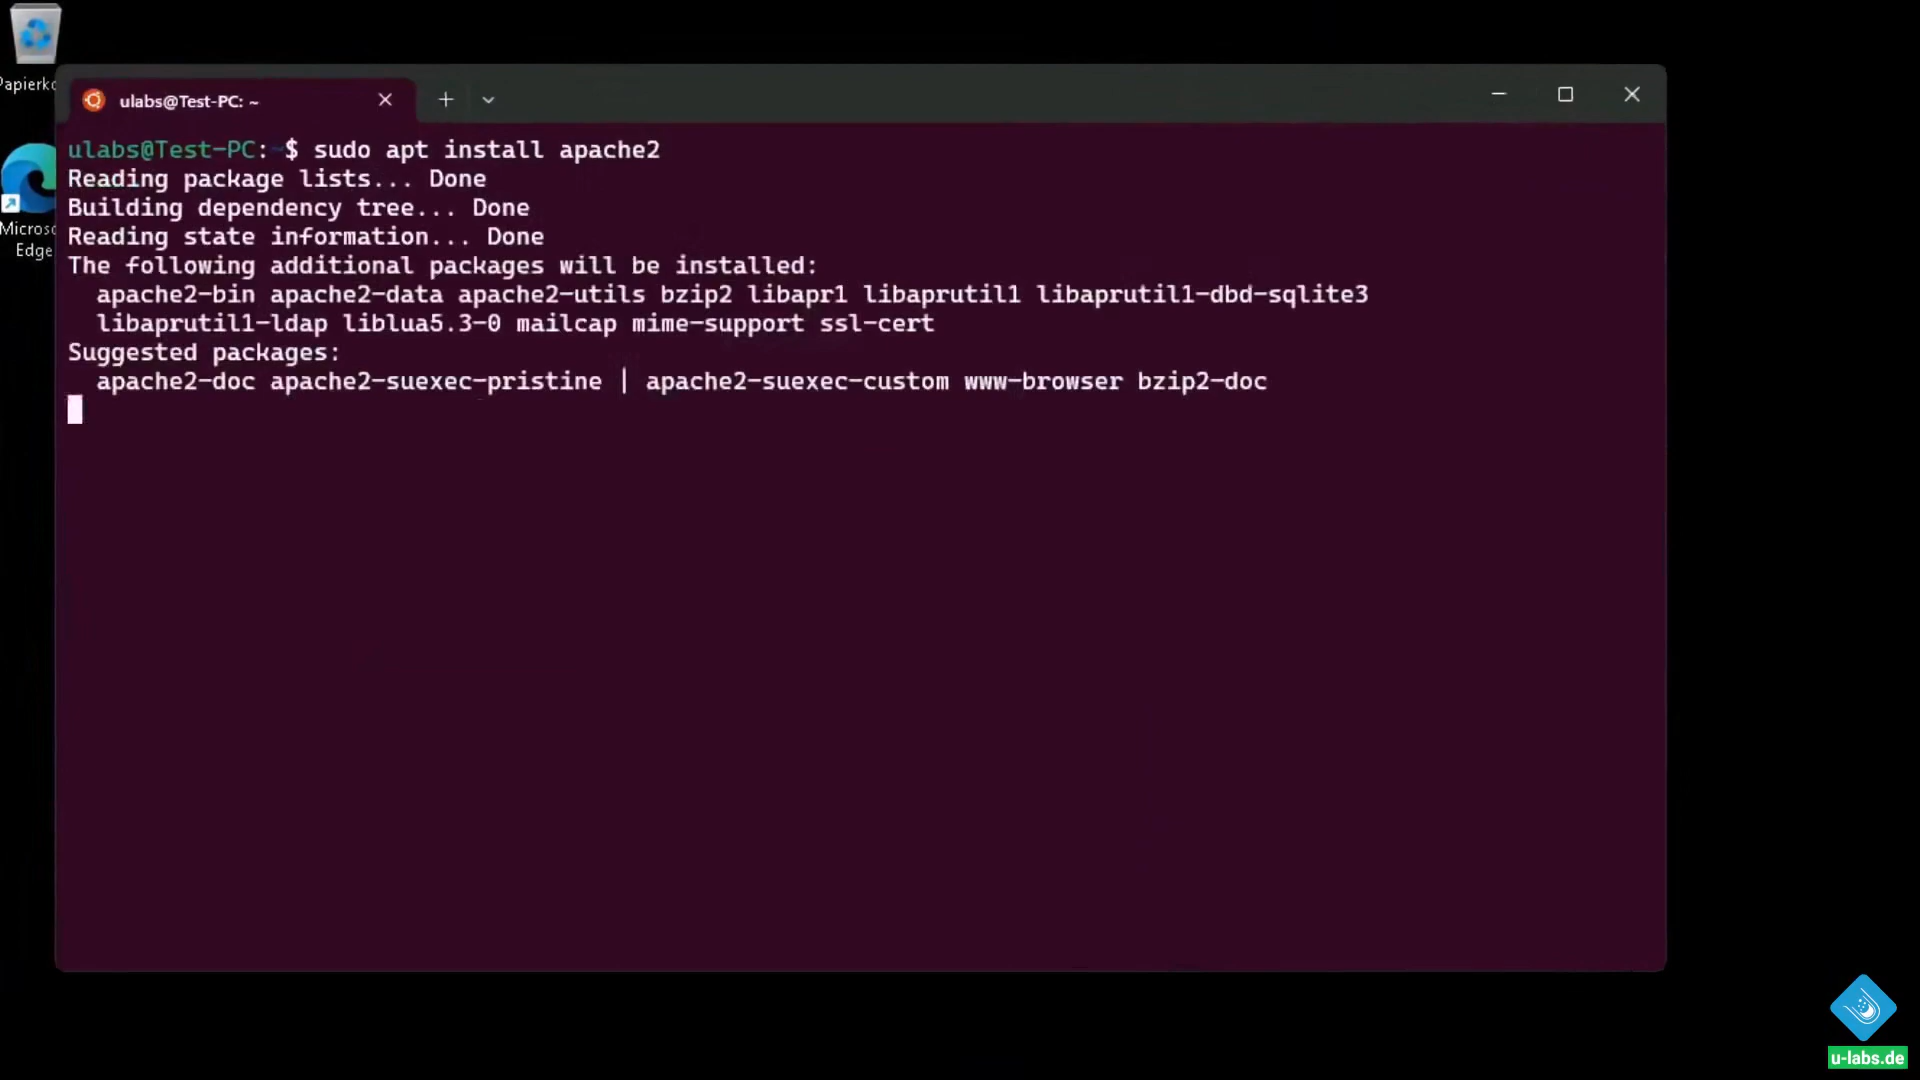 Papierko
Microso
Edge
ulabs@Test-PC: ~
ulabs@Test-PC:~$ sudo apt install apache2
Reading package lists... Done
Building dependency tree... Done
Reading state information... Done
The following additional packages will be installed:
  apache2-bin apache2-data apache2-utils bzip2 libapr1 libaprutil1 libaprutil1-dbd-sqlite3
  libaprutil1-ldap liblua5.3-0 mailcap mime-support ssl-cert
Suggested packages:
  apache2-doc apache2-suexec-pristine | apache2-suexec-custom www-browser bzip2-doc
u-labs.de